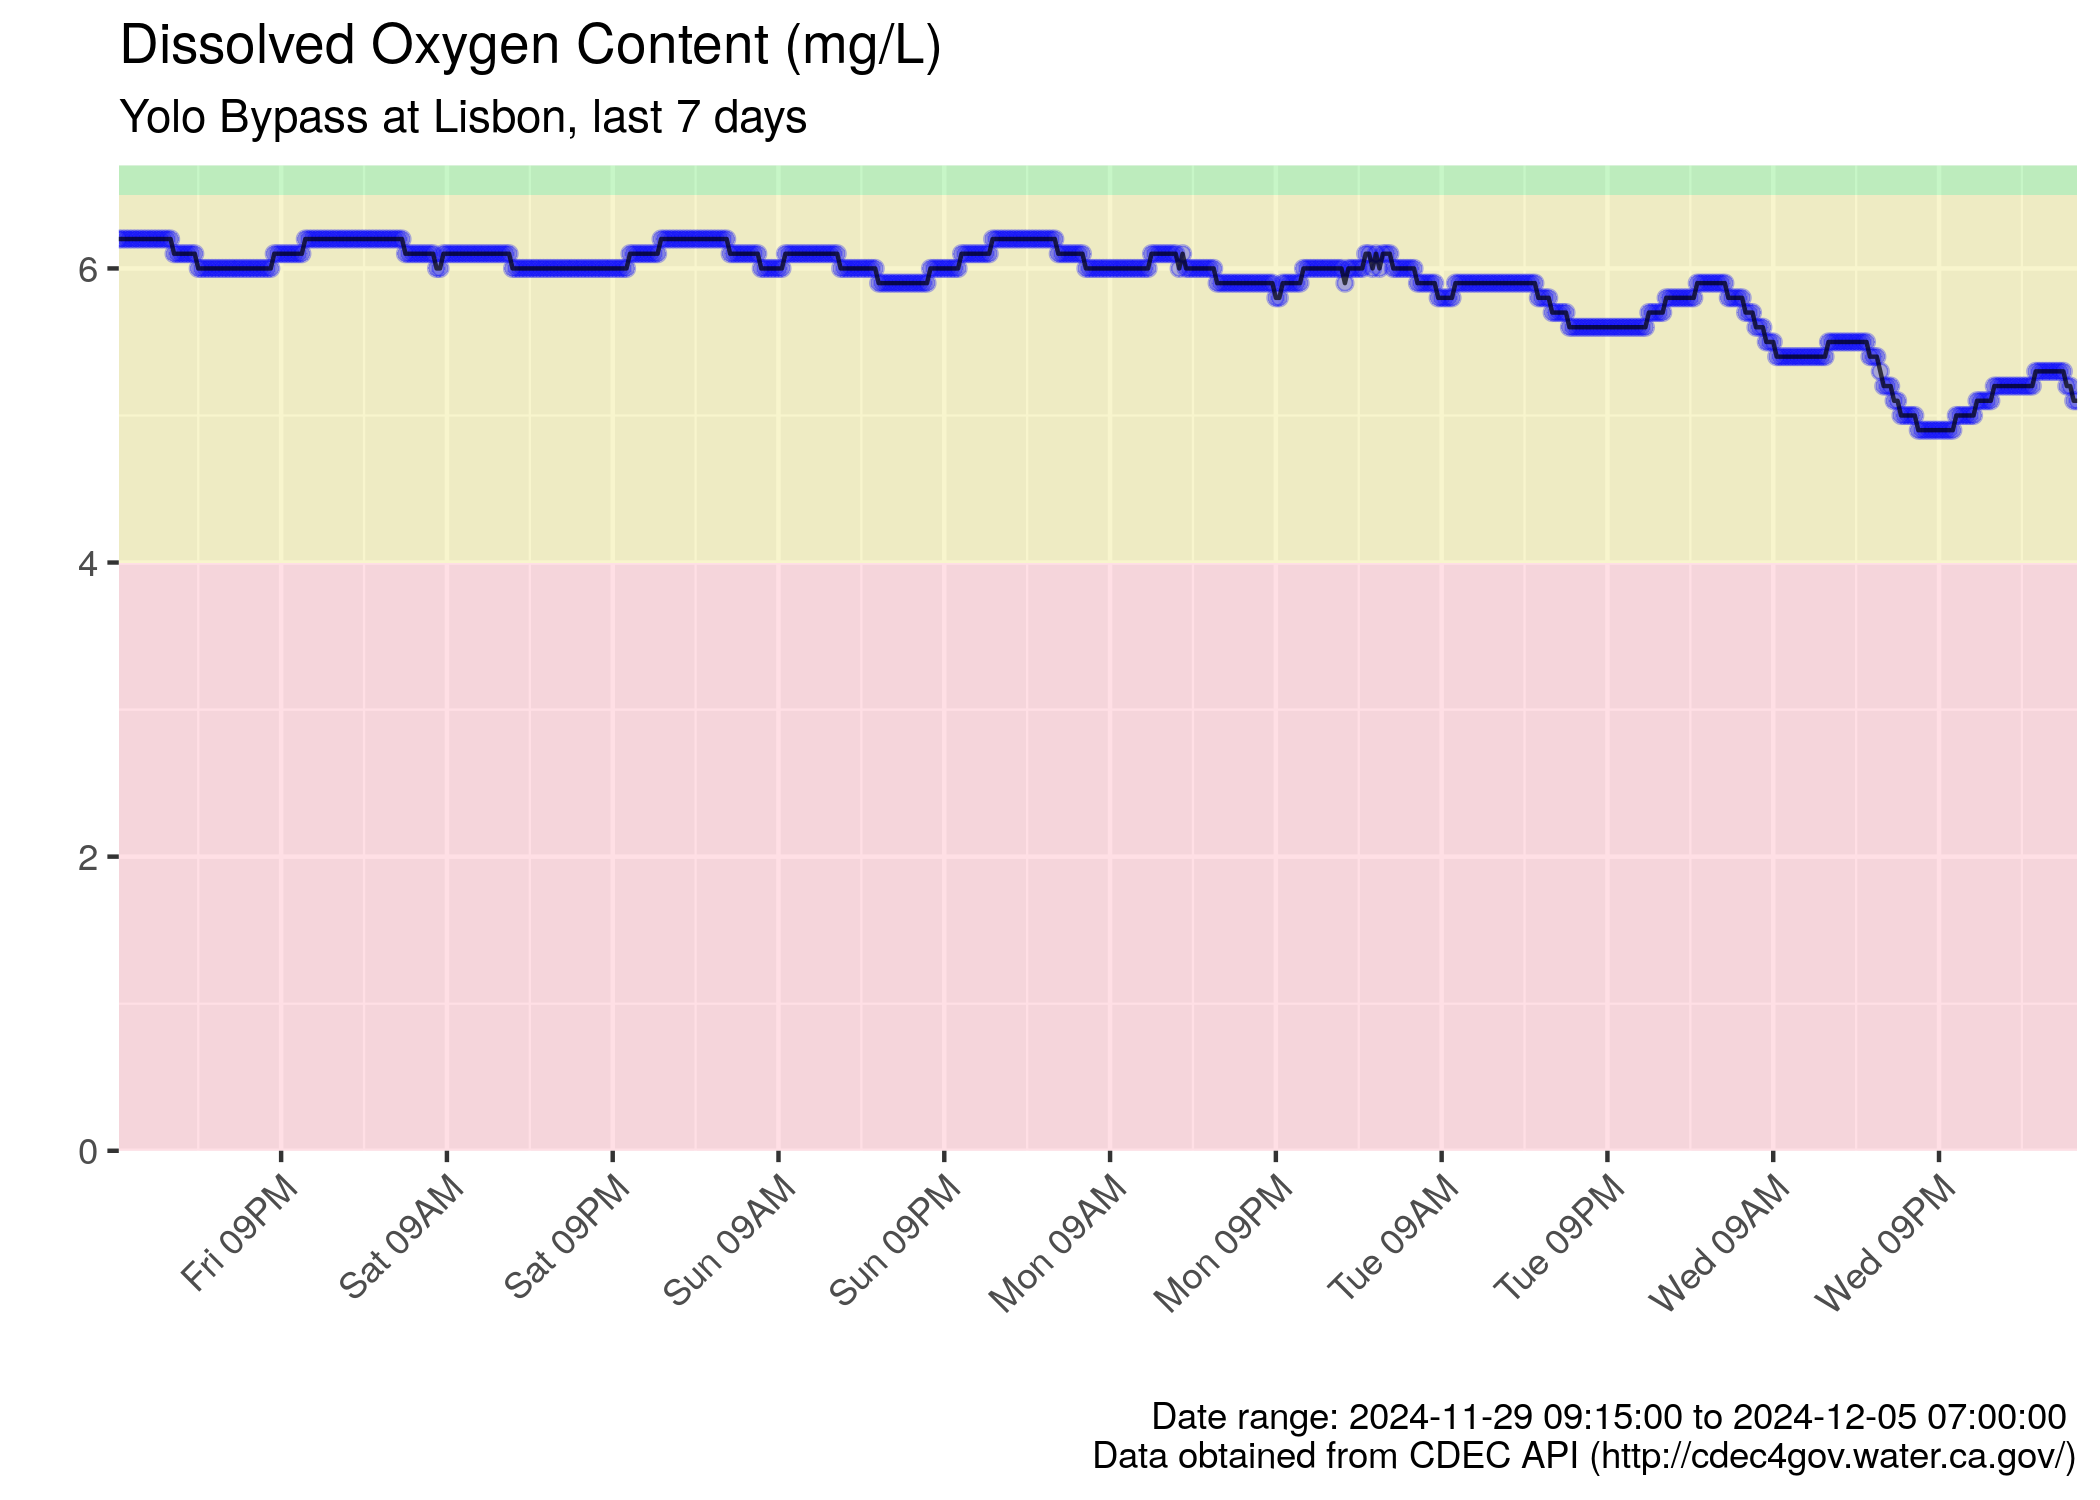 Dissolved Oxygen Content (mg/L)
Yolo Bypass at Lisbon, last 7 days
6
4
2
0
Fri 09PM
Sat 09AM
Sat 09PM
Sun 09AM
Sun 09PM
Mon 09AM
Mon 09PM
Tue 09AM
Tue 09PM
Wed 09AM
Wed 09PM
Date range: 2024-11-29 09:15:00 to 2024-12-05 07:00:00
Data obtained from CDEC API (http://cdec4gov.water.ca.gov/)